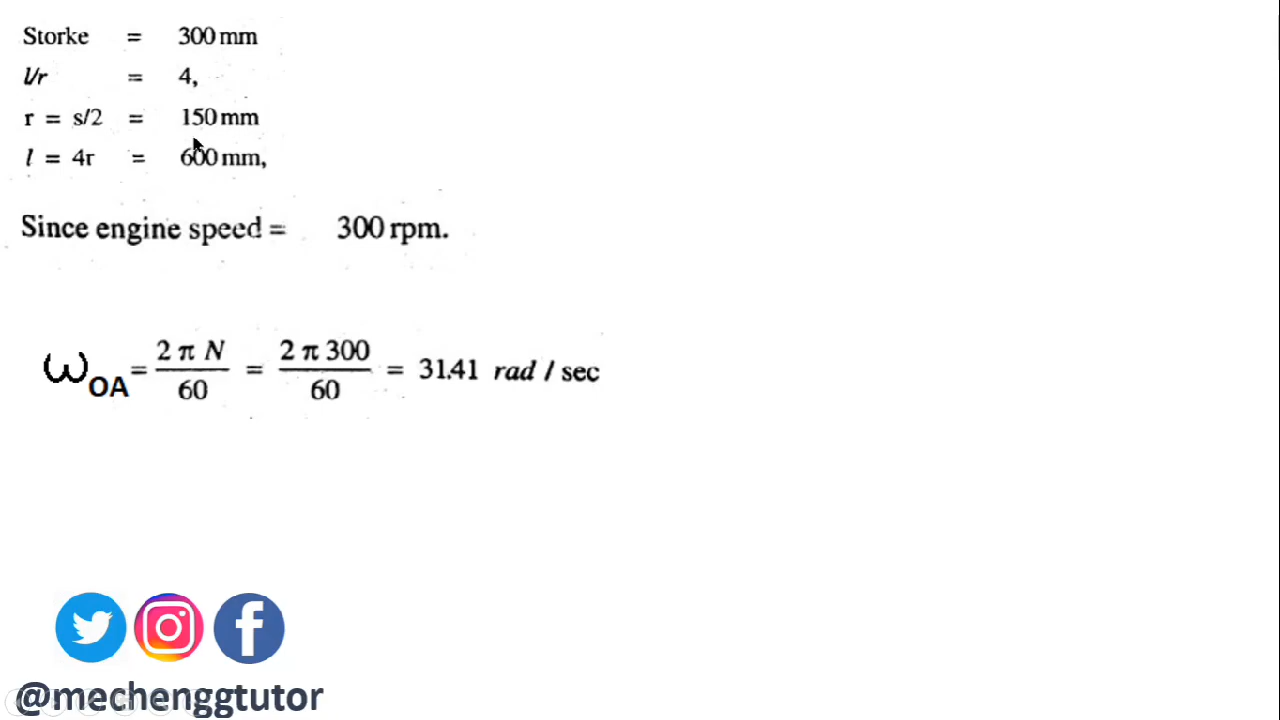 Storke = 300 mm
l/r = 4,
r = s/2 = 150 mm
l = 4r = 600 mm,
Since engine speed = 300 rpm.
ω OA = 2 π N / 60 = 2 π 300 / 60 = 31.41 rad / sec
@mechenggtutor